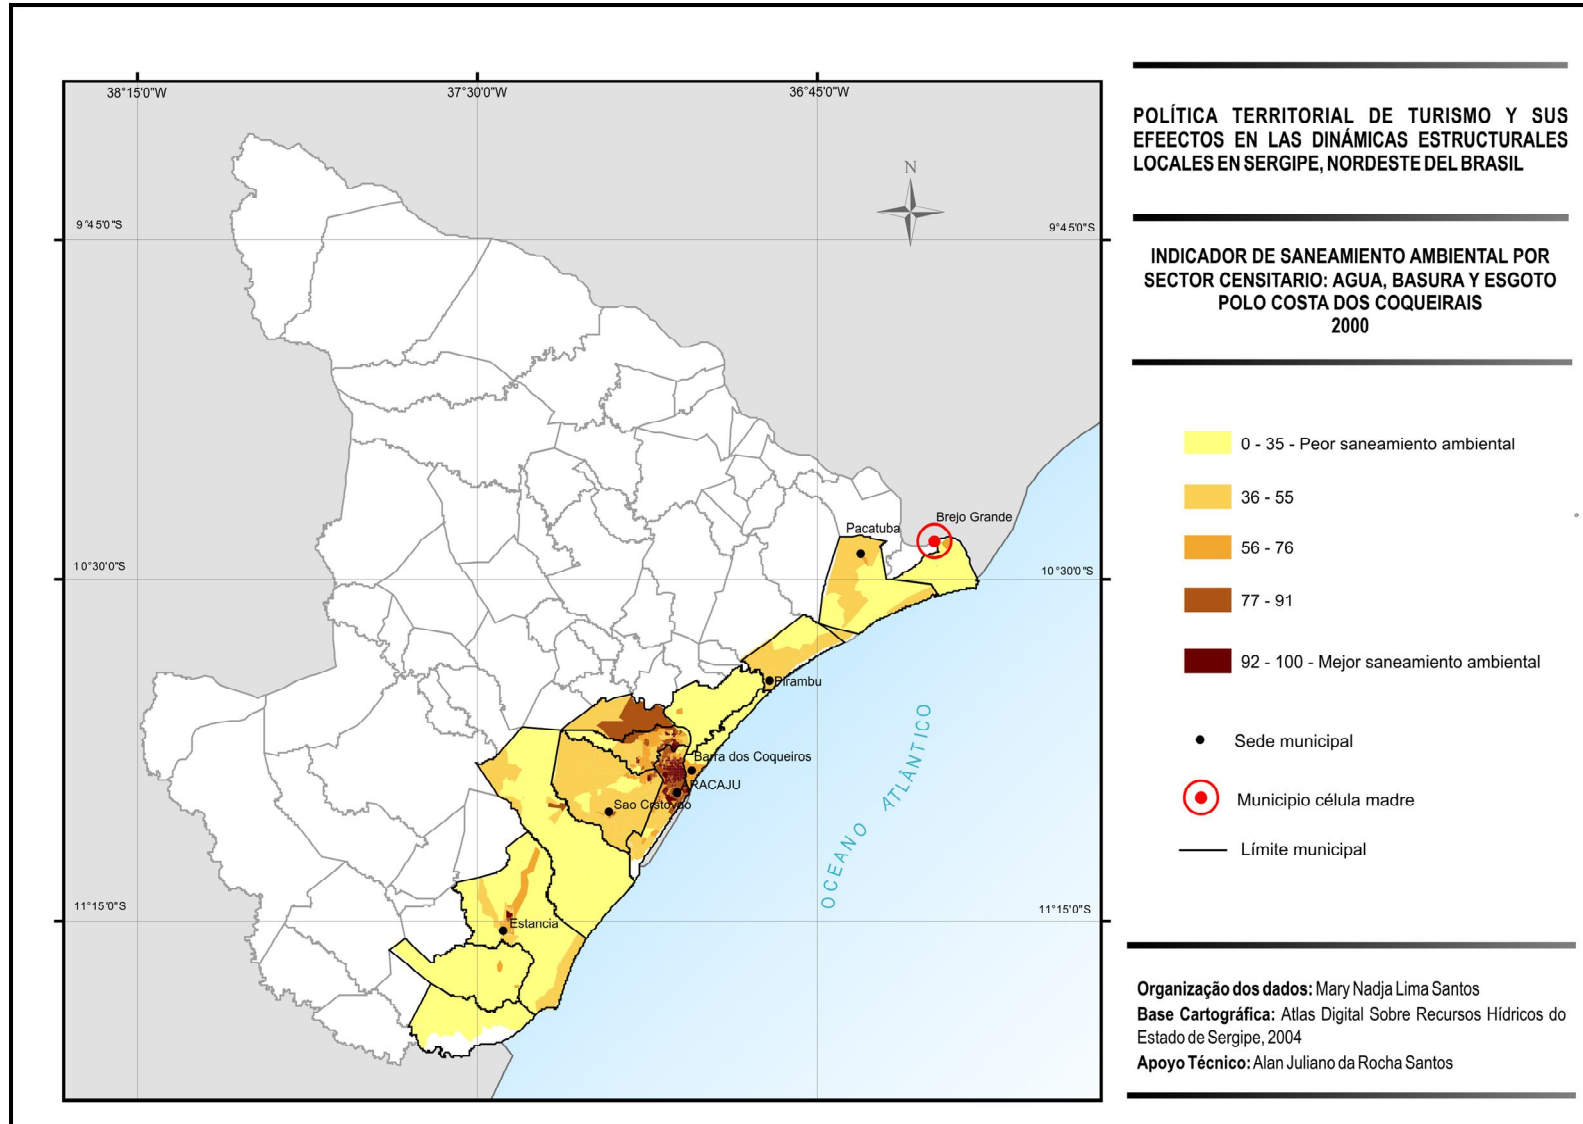 38°15'0"W
37°30'0"W
36°45'0"W
N
9°45'0"S
9°45'0"S
Brejo Grande
Pacatuba
10°30'0"S
10°30'0"S
Pirambu
Barra dos Coqueiros
ARACAJU
Sao Cristovao
OCEANO ATLÂNTICO
11°15'0"S
11°15'0"S
Estancia
POLÍTICA TERRITORIAL DE TURISMO Y SUS
EFEECTOS EN LAS DINÁMICAS ESTRUCTURALES
LOCALES EN SERGIPE, NORDESTE DEL BRASIL
INDICADOR DE SANEAMIENTO AMBIENTAL POR
SECTOR CENSITARIO: AGUA, BASURA Y ESGOTO
POLO COSTA DOS COQUEIRAIS
2000
0 - 35 - Peor saneamiento ambiental
36 - 55
56 - 76
77 - 91
92 - 100 - Mejor saneamiento ambiental
Sede municipal
Municipio célula madre
Límite municipal
Organização dos dados: Mary Nadja Lima Santos
Base Cartográfica: Atlas Digital Sobre Recursos Hídricos do
Estado de Sergipe, 2004
Apoyo Técnico: Alan Juliano da Rocha Santos